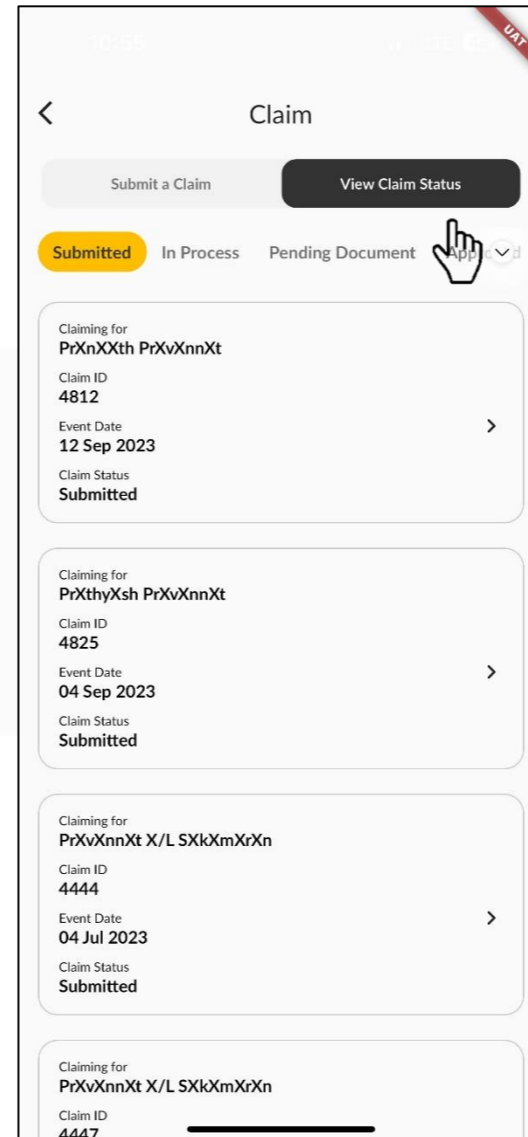 UAT
Claim
Submit a Claim View Claim Status
Submitted In Process Pending Document
Claiming for
PrXnXXth PrXvXnnXt
Claim ID
4812
Event Date
12 Sep 2023
Claim Status
Submitted
Claiming for
PrXthyXsh PrXvXnnXt
Claim ID
4825
Event Date
04 Sep 2023
Claim Status
Submitted
Claiming for
PrXvXnnXt X/L SXkXmXrXn
Claim ID
4444
Event Date
04 Jul 2023
Claim Status
Submitted
Claiming for
PrXvXnnXt X/L SXkXmXrXn
Claim ID
4447